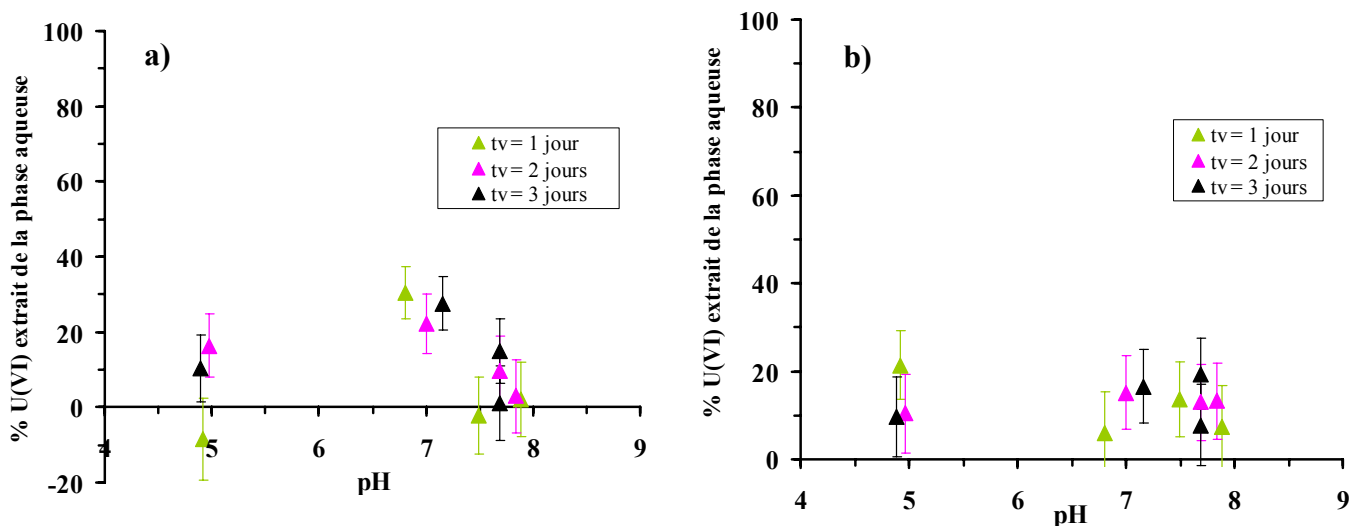 a)
% U(VI) extrait de la phase aqueuse
100
80
60
40
20
0
-20
4
5
6
7
8
9
pH
tv= 1 jour
tv= 2 jours
tv= 3 jours
b)
% U(VI) extrait de la phase aqueuse
100
80
60
40
20
0
4
5
6
7
8
9
pH
tv= 1 jour
tv= 2 jours
tv= 3 jours